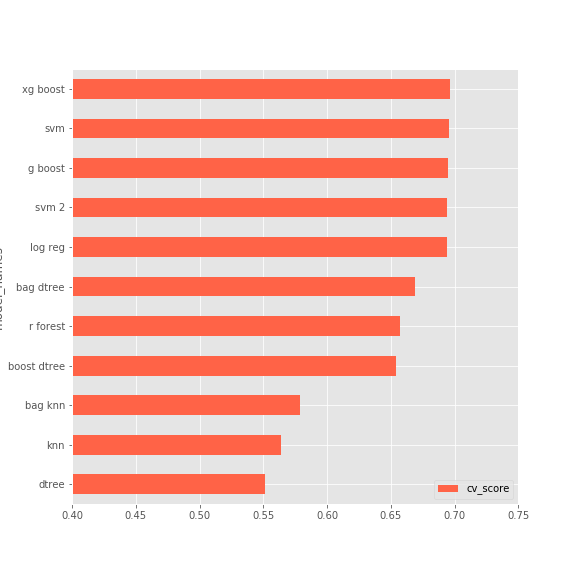 xg boost
svm
g boost
svm 2
log reg
bag dtree
r forest
boost dtree
bag knn
knn
dtree
cv_score
0.40 0.45 0.50 0.55 0.60 0.65 0.70 0.75